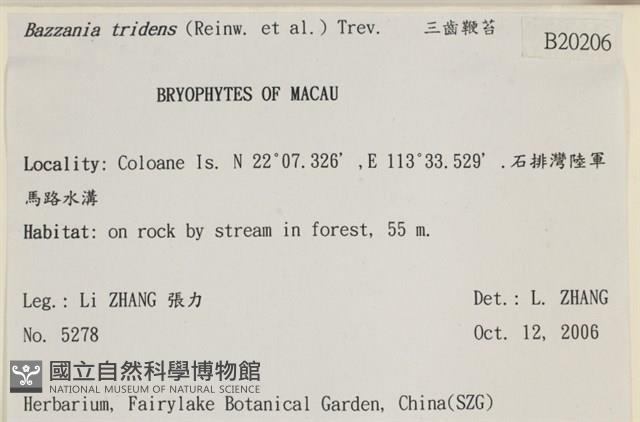 Bazzania tridens (Reinw. et al.) Trev. 三齒鞭苔
B20206
BRYOPHYTES OF MACAU
Locality: Coloane Is. N 22°07.326' ,E 113°33.529' .石排灣陸軍
馬路水溝
Habitat: on rock by stream in forest, 55 m.
Leg.: Li ZHANG 張力 Det.: L. ZHANG
No. 5278 Oct. 12, 2006
國立自然科學博物館
NATIONAL MUSEUM OF NATURAL SCIENCE
Herbarium, Fairylake Botanical Garden, China(SZG)